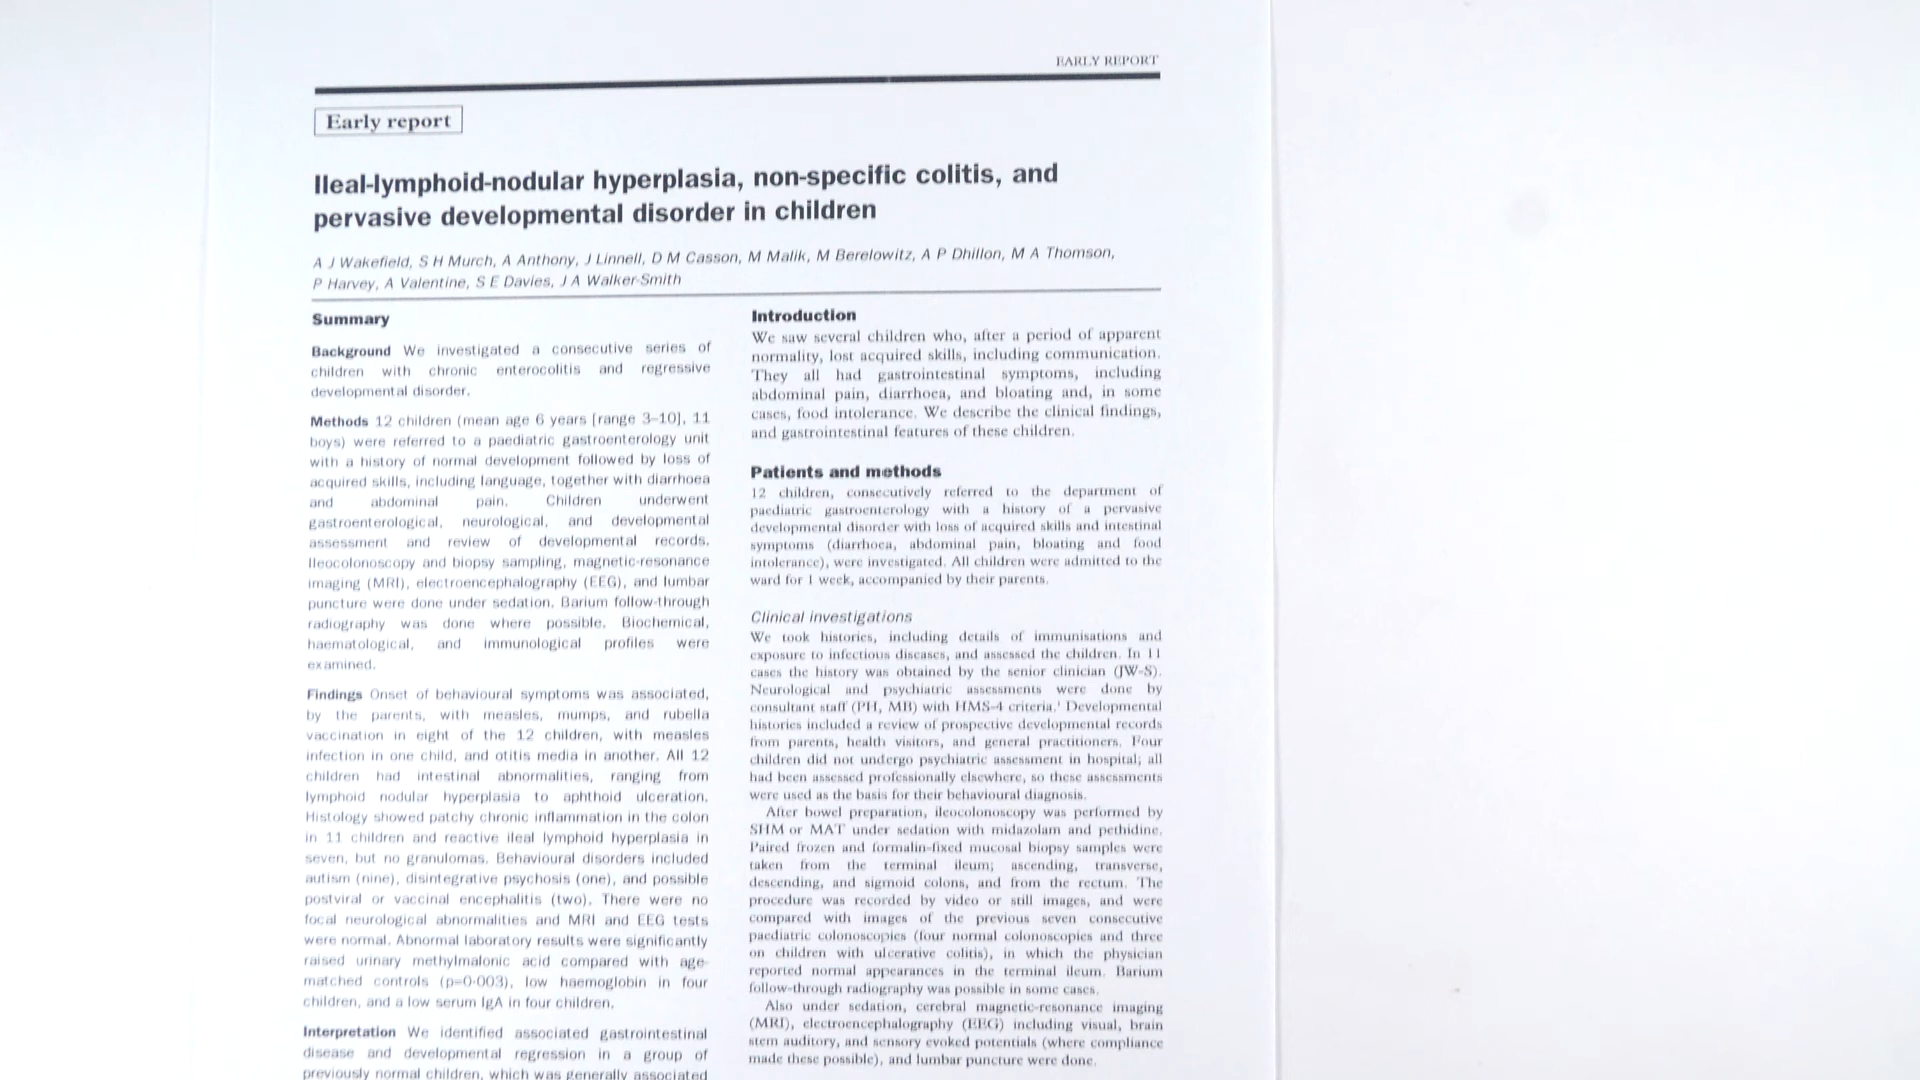 EARLY REPORT
Early report
Ileal-lymphoid-nodular hyperplasia, non-specific colitis, and
pervasive developmental disorder in children
A J Wakefield, S H Murch, A Anthony, J Linnell, D M Casson, M Malik, M Berelowitz, A P Dhillon, M A Thomson,
P Harvey, A Valentine, S E Davies, J A Walker-Smith
Summary
Background We investigated a consecutive series of
children with chronic enterocolitis and regressive
developmental disorder.
Methods 12 children (mean age 6 years [range 3–10], 11
boys) were referred to a paediatric gastroenterology unit
with a history of normal development followed by loss of
acquired skills, including language, together with diarrhoea
and abdominal pain. Children underwent
gastroenterological, neurological, and developmental
assessment and review of developmental records.
Ileocolonoscopy and biopsy sampling, magnetic-resonance
imaging (MRI), electroencephalography (EEG), and lumbar
puncture were done under sedation. Barium follow-through
radiography was done where possible. Biochemical,
haematological, and immunological profiles were
examined.
Findings Onset of behavioural symptoms was associated,
by the parents, with measles, mumps, and rubella
vaccination in eight of the 12 children, with measles
infection in one child, and otitis media in another. All 12
children had intestinal abnormalities, ranging from
lymphoid nodular hyperplasia to aphthoid ulceration.
Histology showed patchy chronic inflammation in the colon
in 11 children and reactive ileal lymphoid hyperplasia in
seven, but no granulomas. Behavioural disorders included
autism (nine), disintegrative psychosis (one), and possible
postviral or vaccinal encephalitis (two). There were no
focal neurological abnormalities and MRI and EEG tests
were normal. Abnormal laboratory results were significantly
raised urinary methylmalonic acid compared with age-
matched controls (p=0·003), low haemoglobin in four
children, and a low serum IgA in four children.
Interpretation We identified associated gastrointestinal
disease and developmental regression in a group of
previously normal children, which was generally associated
Introduction
We saw several children who, after a period of apparent
normality, lost acquired skills, including communication.
They all had gastrointestinal symptoms, including
abdominal pain, diarrhoea, and bloating and, in some
cases, food intolerance. We describe the clinical findings,
and gastrointestinal features of these children.
Patients and methods
12 children, consecutively referred to the department of
paediatric gastroenterology with a history of a pervasive
developmental disorder with loss of acquired skills and intestinal
symptoms (diarrhoea, abdominal pain, bloating and food
intolerance), were investigated. All children were admitted to the
ward for 1 week, accompanied by their parents.
Clinical investigations
We took histories, including details of immunisations and
exposure to infectious diseases, and assessed the children. In 11
cases the history was obtained by the senior clinician (JW-S).
Neurological and psychiatric assessments were done by
consultant staff (PH, MB) with HMS-4 criteria.¹ Developmental
histories included a review of prospective developmental records
from parents, health visitors, and general practitioners. Four
children did not undergo psychiatric assessment in hospital; all
had been assessed professionally elsewhere, so these assessments
were used as the basis for their behavioural diagnosis.
After bowel preparation, ileocolonoscopy was performed by
SHM or MAT under sedation with midazolam and pethidine.
Paired frozen and formalin-fixed mucosal biopsy samples were
taken from the terminal ileum; ascending, transverse,
descending, and sigmoid colons, and from the rectum. The
procedure was recorded by video or still images, and were
compared with images of the previous seven consecutive
paediatric colonoscopies (four normal colonoscopies and three
on children with ulcerative colitis), in which the physician
reported normal appearances in the terminal ileum. Barium
follow-through radiography was possible in some cases.
Also under sedation, cerebral magnetic-resonance imaging
(MRI), electroencephalography (EEG) including visual, brain
stem auditory, and sensory evoked potentials (where compliance
made these possible), and lumbar puncture were done.